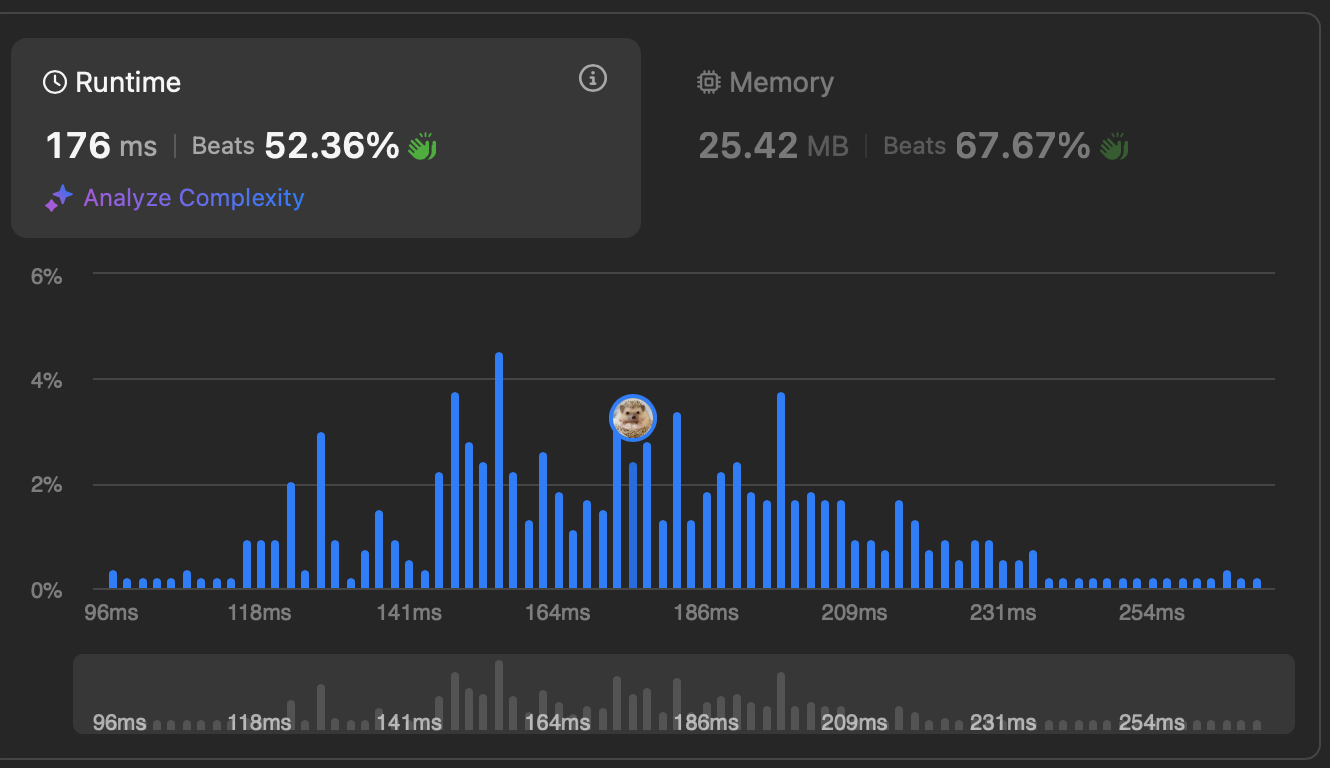 Runtime
176 ms | Beats 52.36%
Analyze Complexity
Memory
25.42 MB | Beats 67.67%
6%
4%
2%
0%
96ms 118ms 141ms 164ms 186ms 209ms 231ms 254ms
96ms 118ms 141ms 164ms 186ms 209ms 231ms 254ms